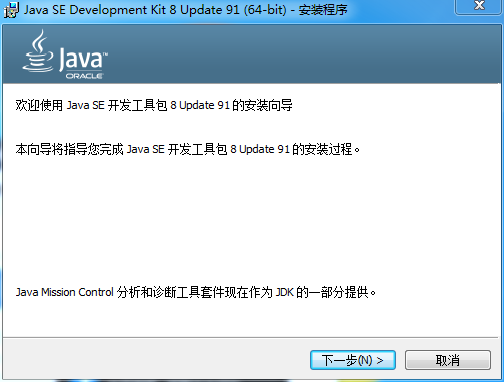 Java SE Development Kit 8 Update 91 (64-bit) - 安装程序
Java™
ORACLE
欢迎使用 Java SE 开发工具包 8 Update 91 的安装向导
本向导将指导您完成 Java SE 开发工具包 8 Update 91 的安装过程。
Java Mission Control 分析和诊断工具套件现在作为 JDK 的一部分提供。
下一步(N) >
取消